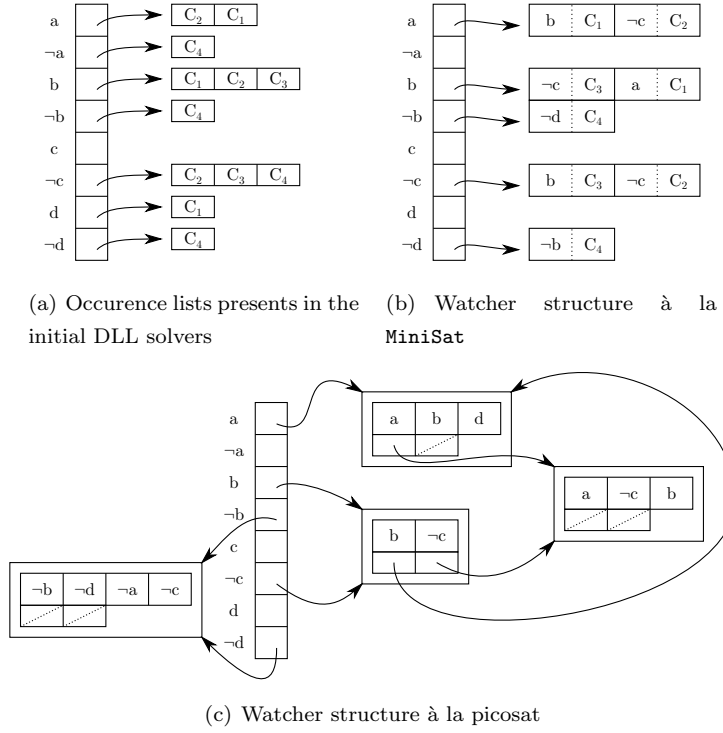 a C₂ C₁
¬a C₄
b C₁ C₂ C₃
¬b C₄
c
¬c C₂ C₃ C₄
d C₁
¬d C₄
(a) Occurence lists presents in the
initial DLL solvers
a b C₁ ¬c C₂
¬a
b ¬c C₃ a C₁
¬b ¬d C₄
c
¬c b C₃ ¬c C₂
d
¬d ¬b C₄
(b) Watcher structure à la
MiniSat
a
¬a
b
¬b
c
¬c
d
¬d
a b d
a ¬c b
b ¬c
¬b ¬d ¬a ¬c
(c) Watcher structure à la picosat